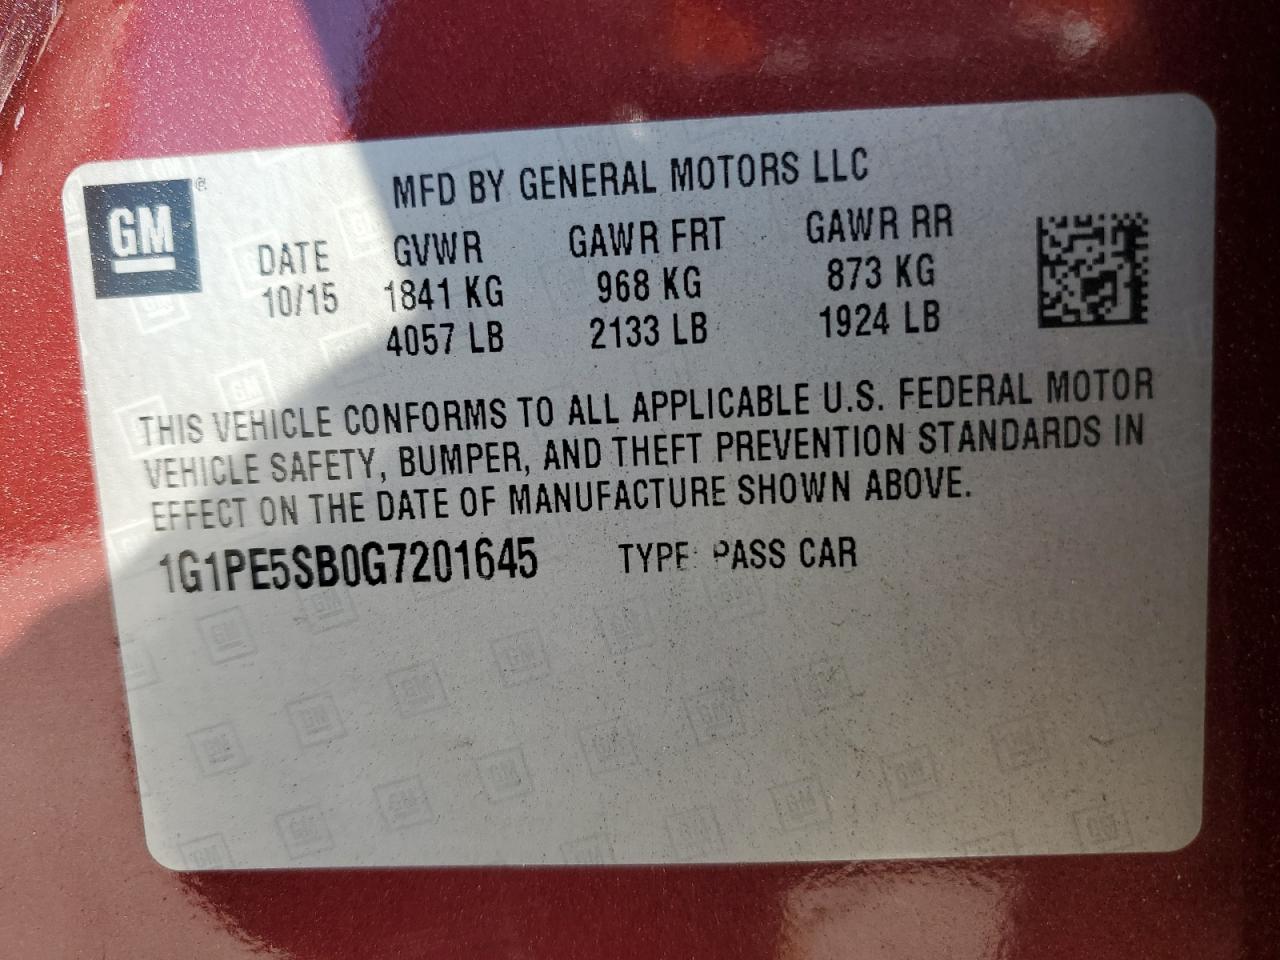 GM®
MFD BY GENERAL MOTORS LLC
DATE GVWR GAWR FRT GAWR RR
10/15 1841 KG 968 KG 873 KG
4057 LB 2133 LB 1924 LB
THIS VEHICLE CONFORMS TO ALL APPLICABLE U.S. FEDERAL MOTOR
VEHICLE SAFETY, BUMPER, AND THEFT PREVENTION STANDARDS IN
EFFECT ON THE DATE OF MANUFACTURE SHOWN ABOVE.
1G1PE5SB0G7201645 TYPE: PASS CAR